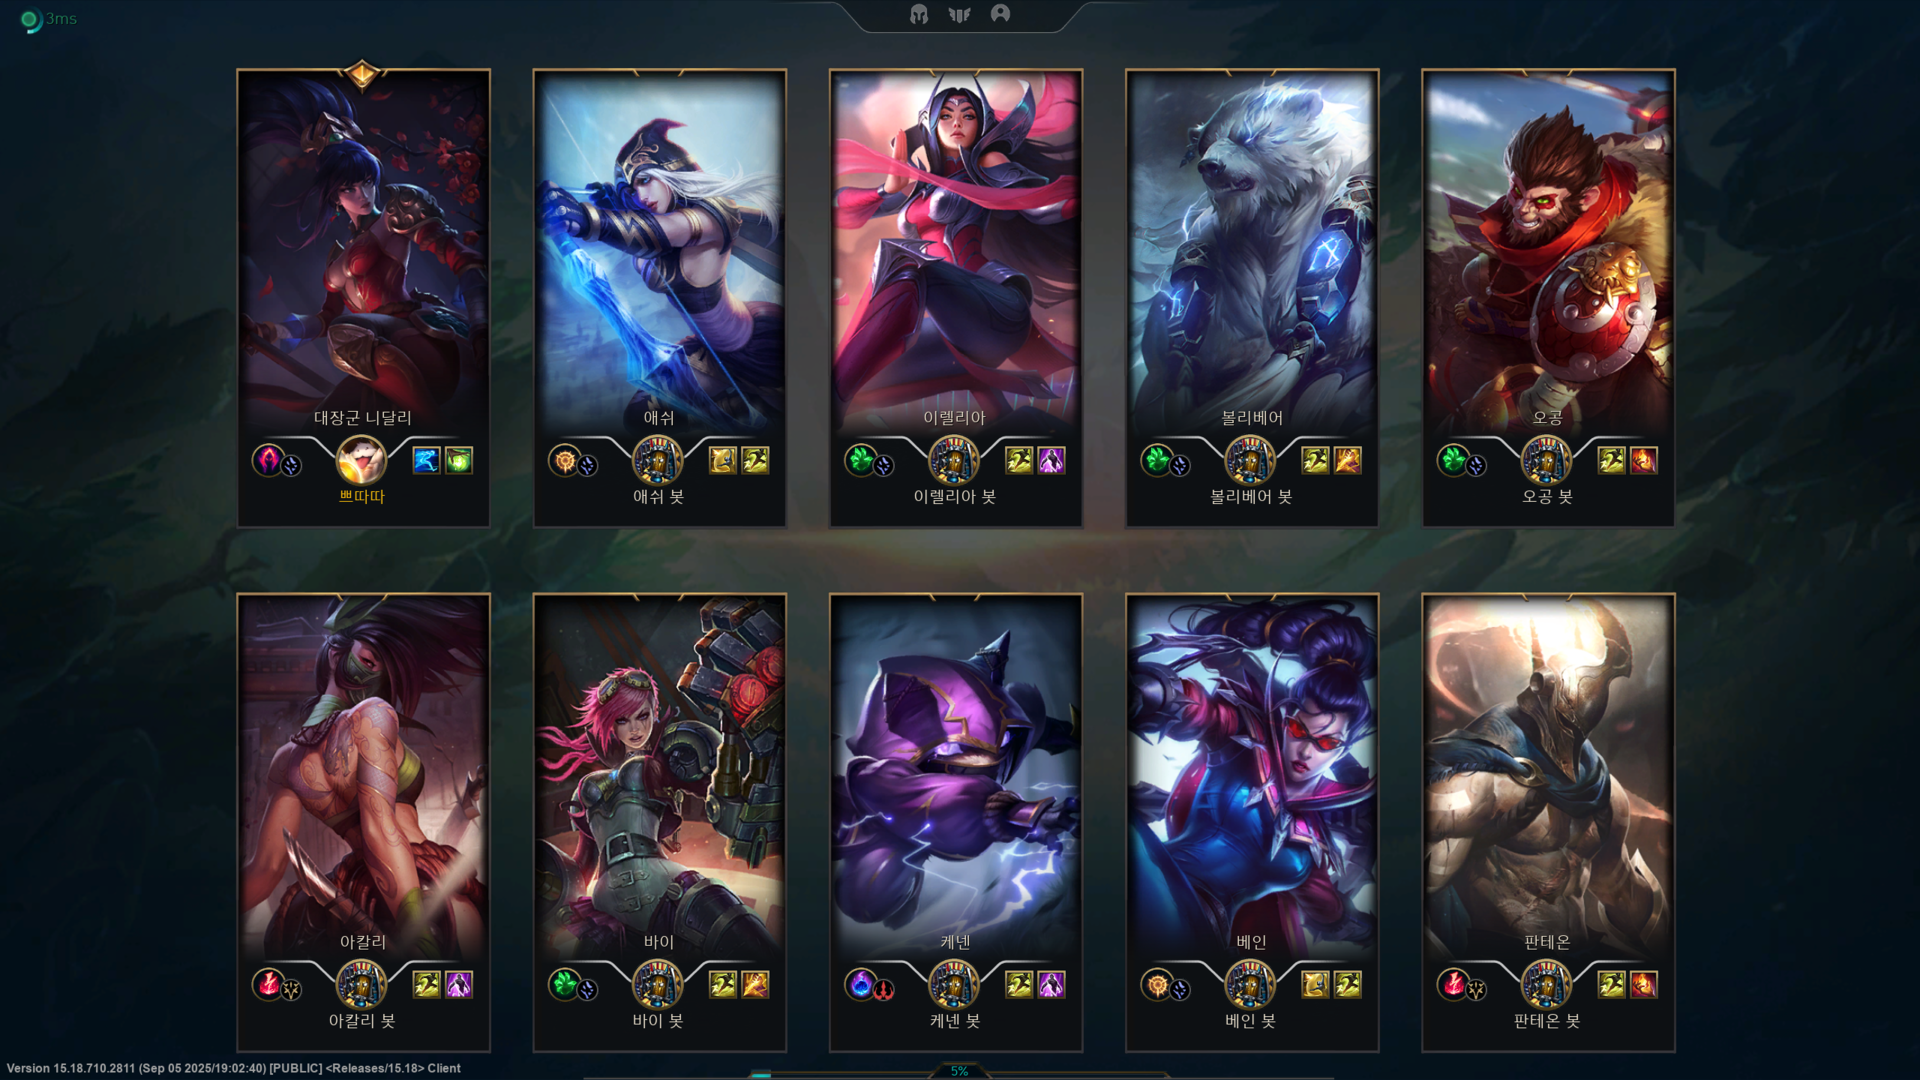 3ms
대장군 니달리
쁘따따
애쉬
애쉬 봇
이렐리아
이렐리아 봇
볼리베어
볼리베어 봇
오공
오공 봇
아칼리
아칼리 봇
바이
바이 봇
케넨
케넨 봇
베인
베인 봇
판테온
판테온 봇
Version 15.18.710.2811 (Sep 05 2025/19:02:40) [PUBLIC] <Releases/15.18> Client
5%